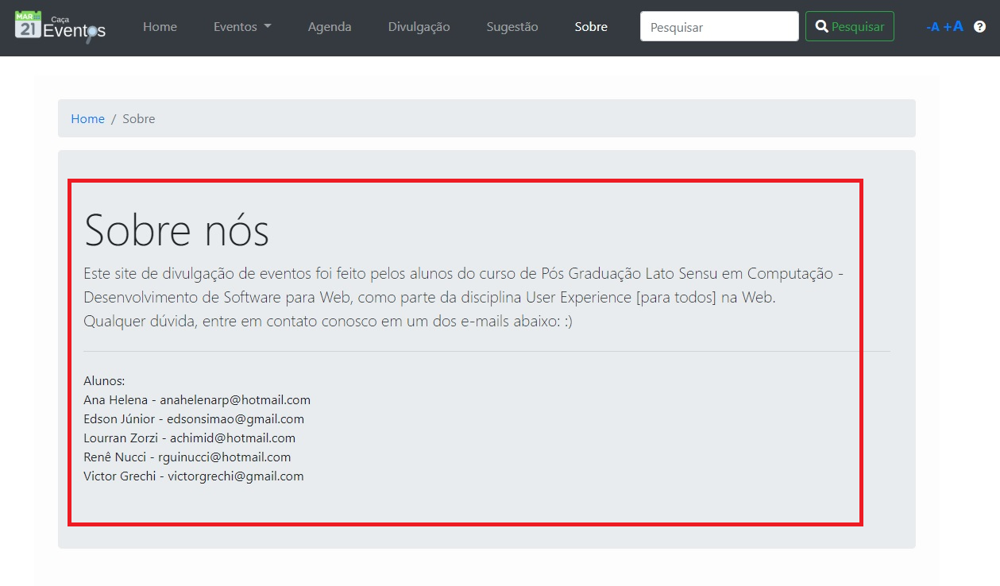 MAR
21
Caça
Eventos
Home
Eventos
Agenda
Divulgação
Sugestão
Sobre
Pesquisar
Pesquisar
-A +A
?
Home / Sobre
Sobre nós
Este site de divulgação de eventos foi feito pelos alunos do curso de Pós Graduação Lato Sensu em Computação -
Desenvolvimento de Software para Web, como parte da disciplina User Experience [para todos] na Web.
Qualquer dúvida, entre em contato conosco em um dos e-mails abaixo: :)
Alunos:
Ana Helena - anahelenarp@hotmail.com
Edson Júnior - edsonsimao@gmail.com
Lourran Zorzi - achimid@hotmail.com
Renê Nucci - rguinucci@hotmail.com
Victor Grechi - victorgrechi@gmail.com